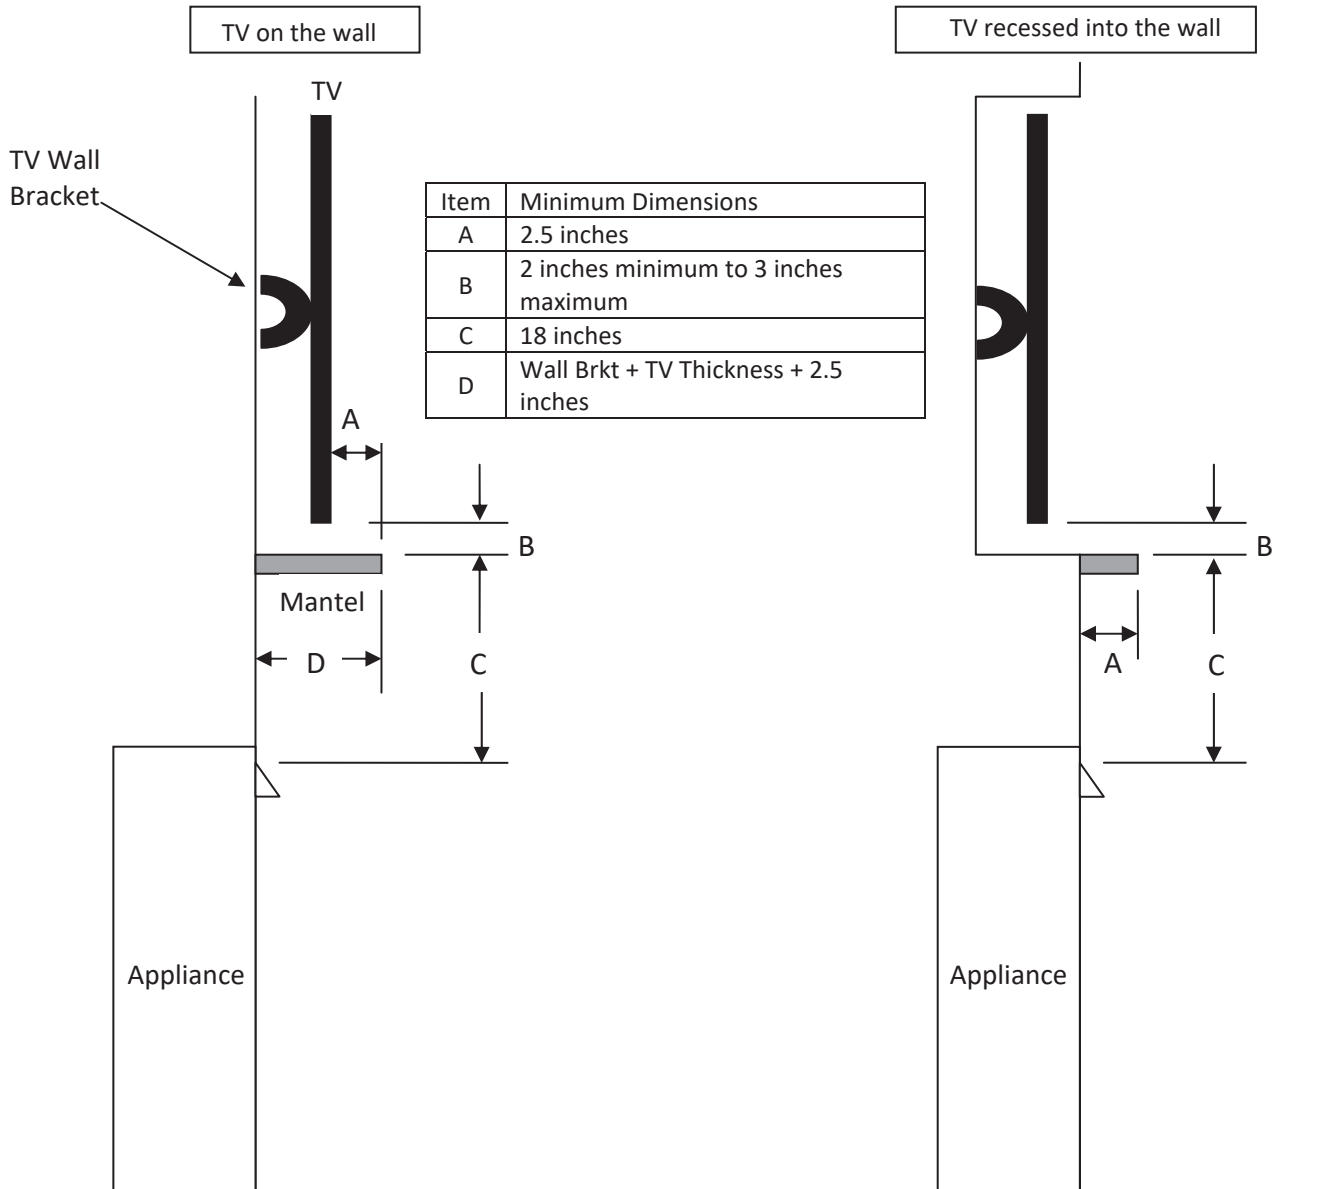 TV on the wall
TV recessed into the wall
TV
TV Wall
Bracket
Item Minimum Dimensions
A 2.5 inches
B 2 inches minimum to 3 inches
maximum
C 18 inches
D Wall Brkt + TV Thickness + 2.5
inches
A
B
Mantel
D
C
Appliance
B
A
C
Appliance